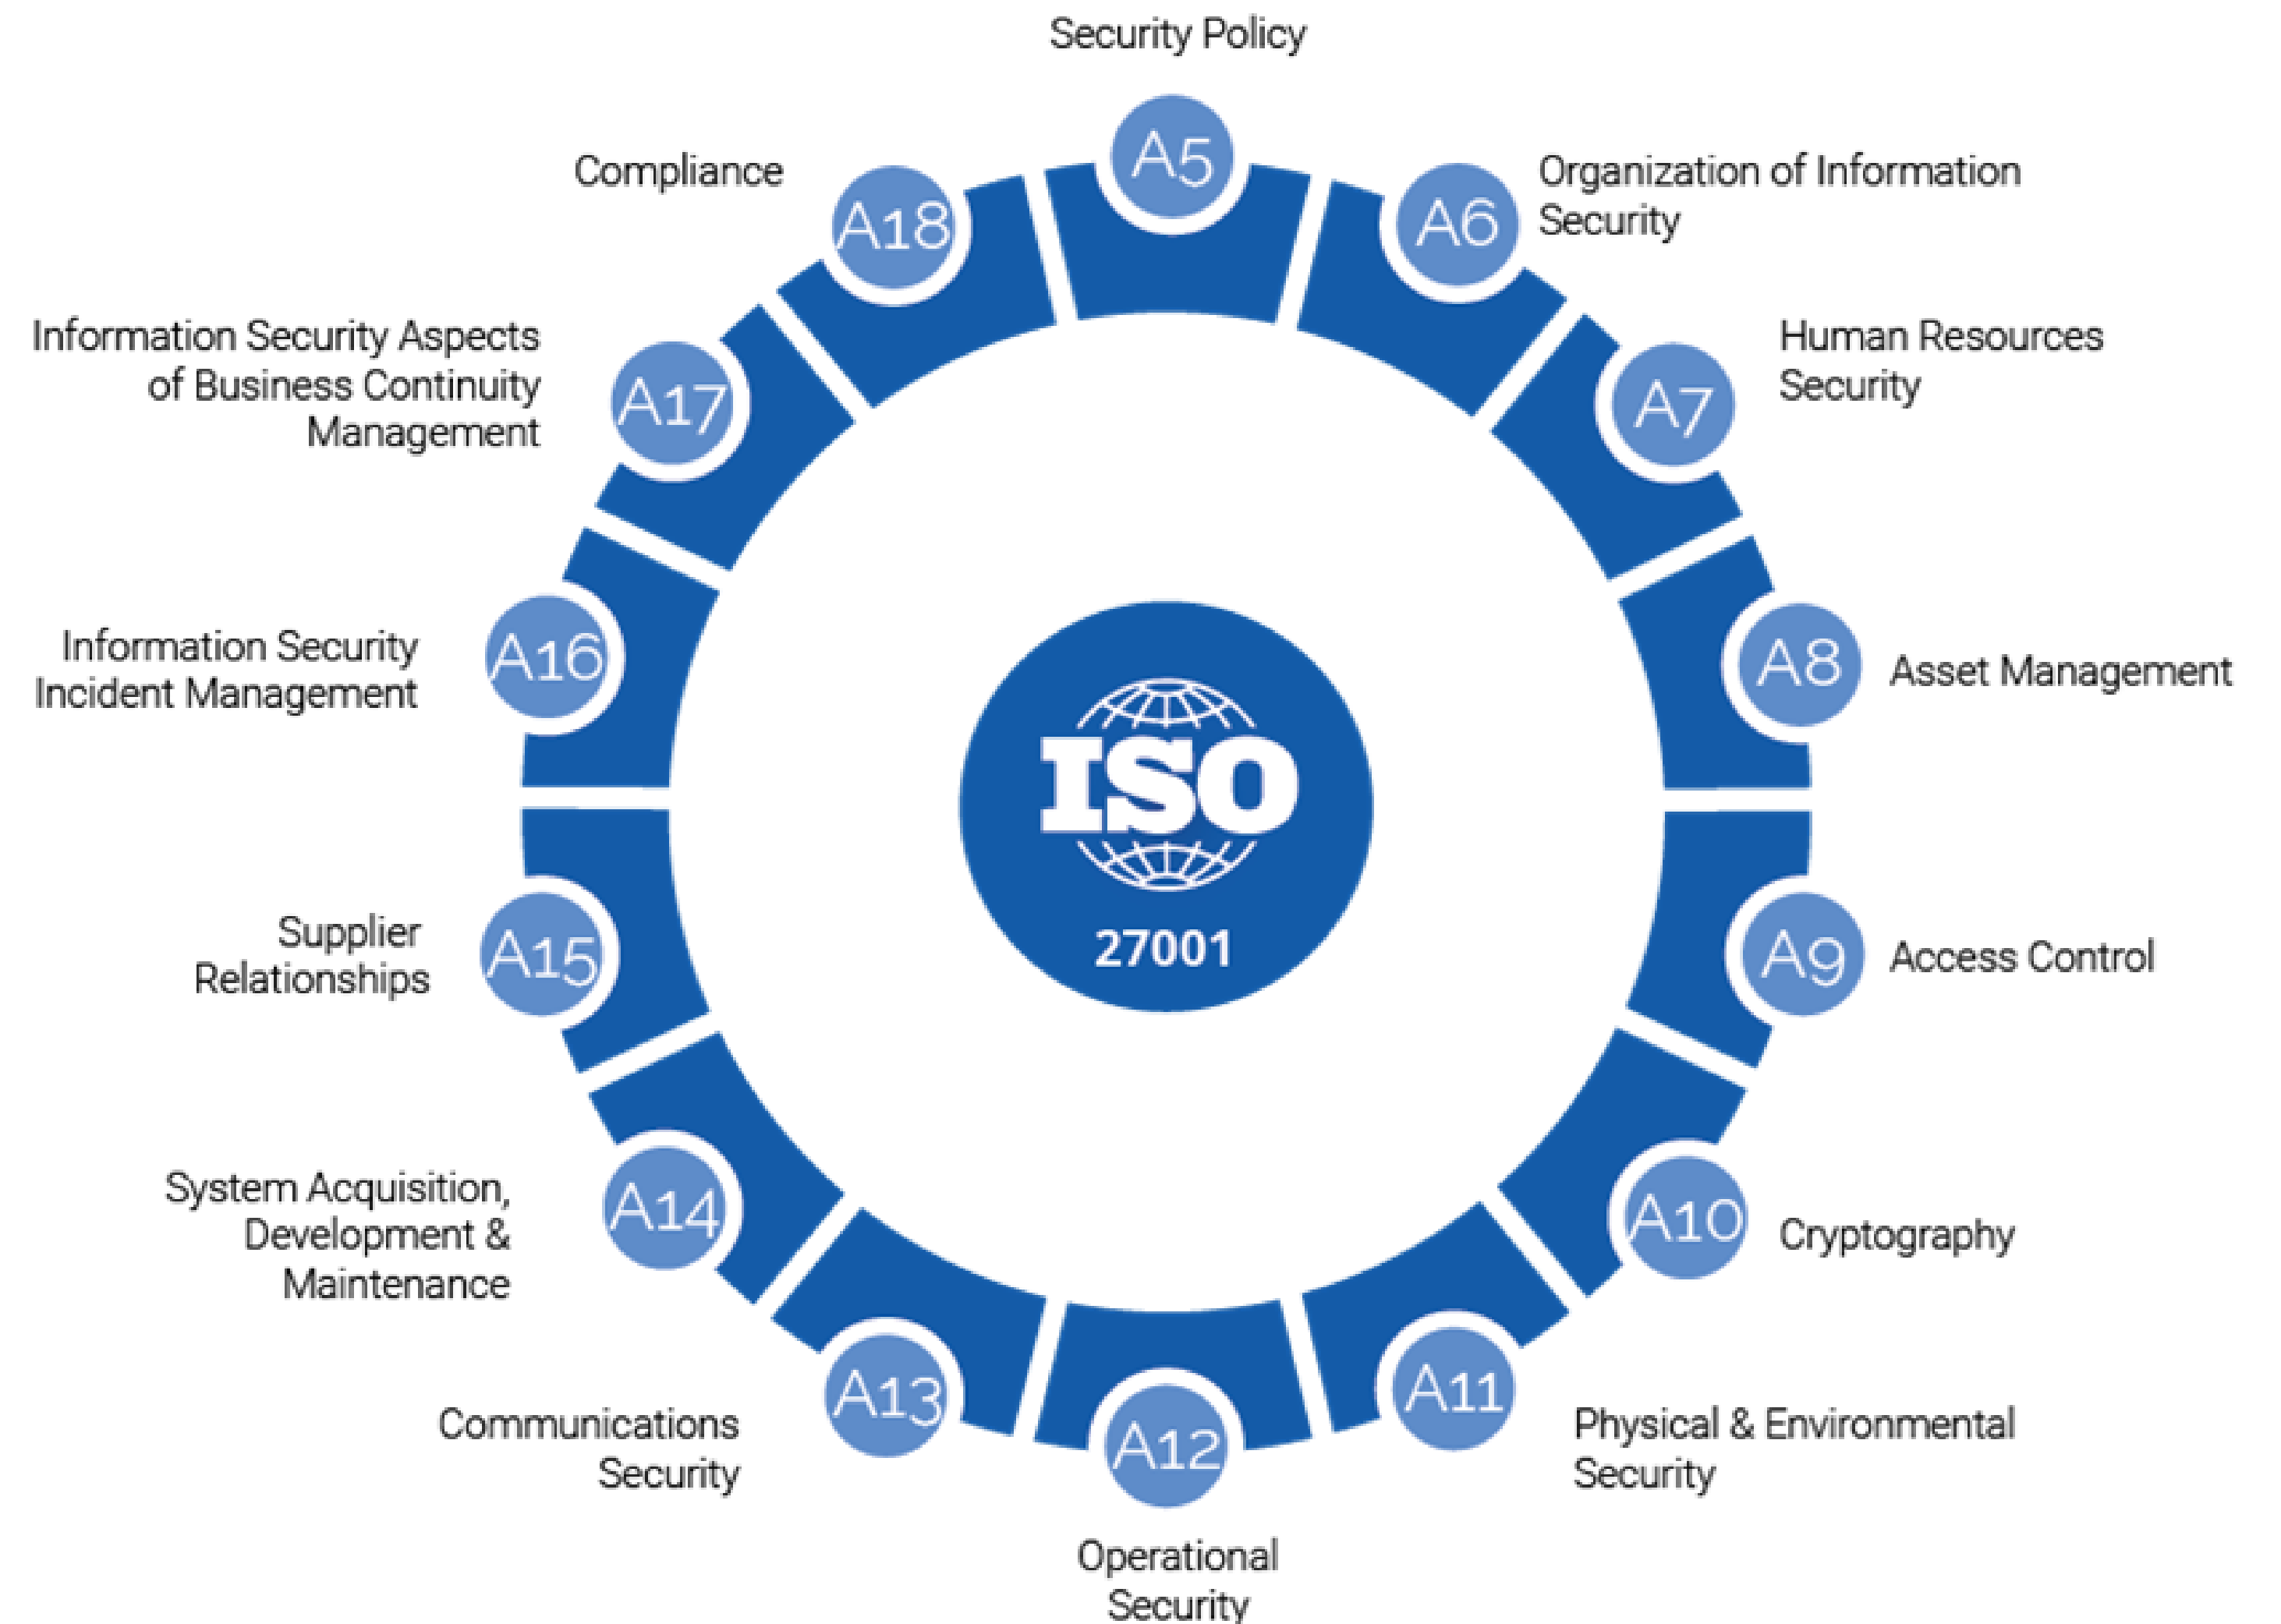 Security Policy
A5
A6
Organization of Information
Security
A7
Human Resources
Security
A8
Asset Management
A9
Access Control
A10
Cryptography
A11
Physical & Environmental
Security
A12
Operational
Security
A13
Communications
Security
A14
System Acquisition,
Development &
Maintenance
A15
Supplier
Relationships
A16
Information Security
Incident Management
A17
Information Security Aspects
of Business Continuity
Management
A18
Compliance
ISO
27001